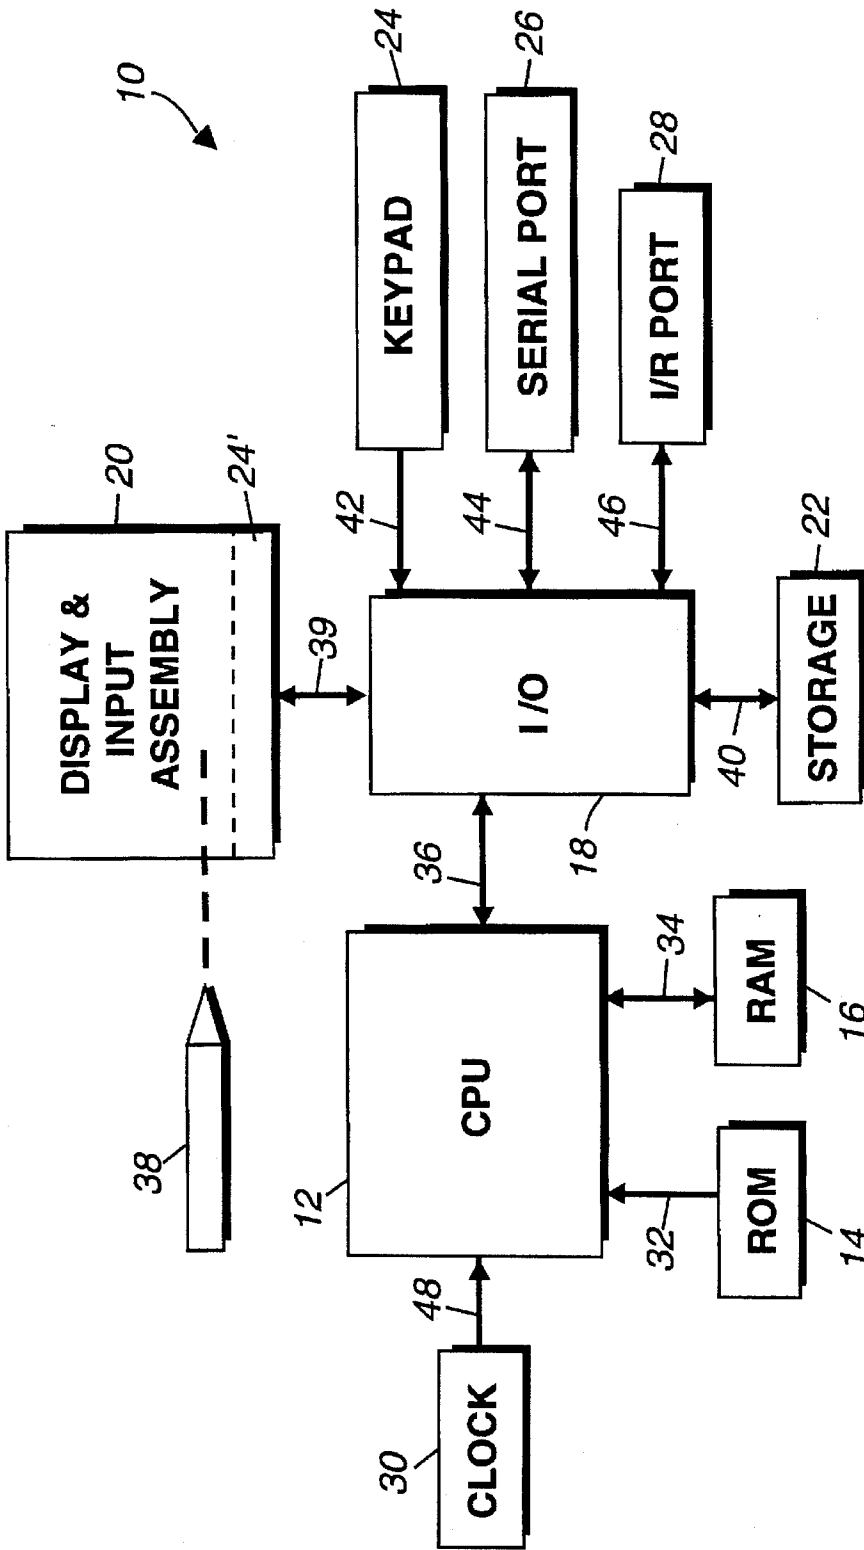 DISPLAY &
INPUT
ASSEMBLY
20
10
38
24'
12
39
42
24
KEYPAD
30
48
36
CLOCK
CPU
44
I/O
SERIAL PORT
26
18
46
I/R PORT
28
32
34
40
ROM
RAM
STORAGE
22
14
16